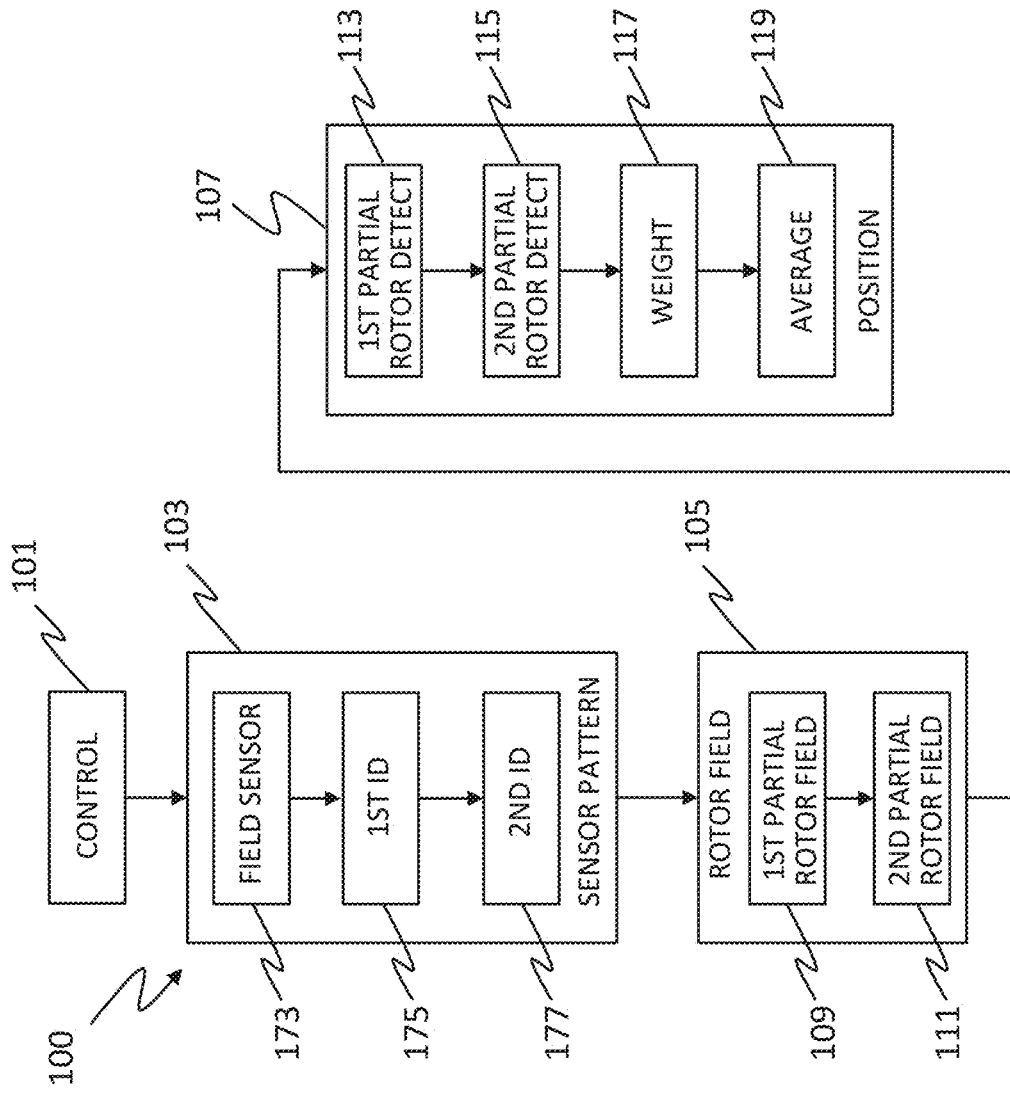 100
CONTROL
101
103
FIELD SENSOR
173
1ST ID
175
2ND ID
177
SENSOR PATTERN
105
ROTOR FIELD
1ST PARTIAL
ROTOR FIELD
109
2ND PARTIAL
ROTOR FIELD
111
107
1ST PARTIAL
ROTOR DETECT
113
2ND PARTIAL
ROTOR DETECT
115
WEIGHT
117
AVERAGE
119
POSITION